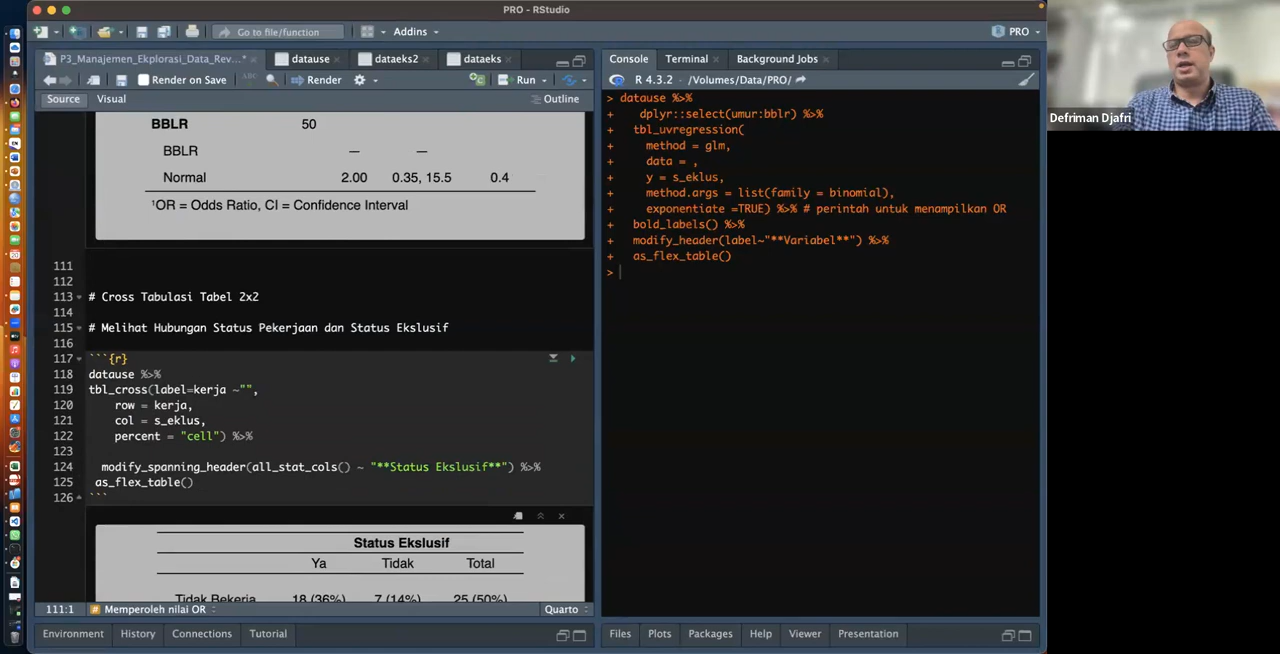 PRO - RStudio
Go to file/function
Addins
PRO
P3_Manajemen_Ekplorasi_Data_Rev...*
datause
dataeks2
dataeks
Render on Save
Render
Run
Source
Visual
Outline
BBLR 50
BBLR — —
Normal 2.00 0.35, 15.5 0.4
¹OR = Odds Ratio, CI = Confidence Interval
111
112
113 # Cross Tabulasi Tabel 2x2
114
115 # Melihat Hubungan Status Pekerjaan dan Status Ekslusif
116
117 ```{r}
118 datause %>%
119 tbl_cross(label=kerja ~"",
120 row = kerja,
121 col = s_eklus,
122 percent = "cell") %>%
123
124 modify_spanning_header(all_stat_cols() ~ "**Status Ekslusif**") %>%
125 as_flex_table()
126 ```
Status Ekslusif
Ya Tidak Total
Tidak Bekerja 18 (36%) 7 (14%) 25 (50%)
111:1 # Memperoleh nilai OR Quarto
Environment History Connections Tutorial
Console Terminal Background Jobs
R 4.3.2 · /Volumes/Data/PRO/
> datause %>%
+ dplyr::select(umur:bblr) %>%
+ tbl_uvregression(
+ method = glm,
+ data = ,
+ y = s_eklus,
+ method.args = list(family = binomial),
+ exponentiate =TRUE) %>% # perintah untuk menampilkan OR
+ bold_labels() %>%
+ modify_header(label~"**Variabel**") %>%
+ as_flex_table()
>
Files Plots Packages Help Viewer Presentation
Defriman Djafri